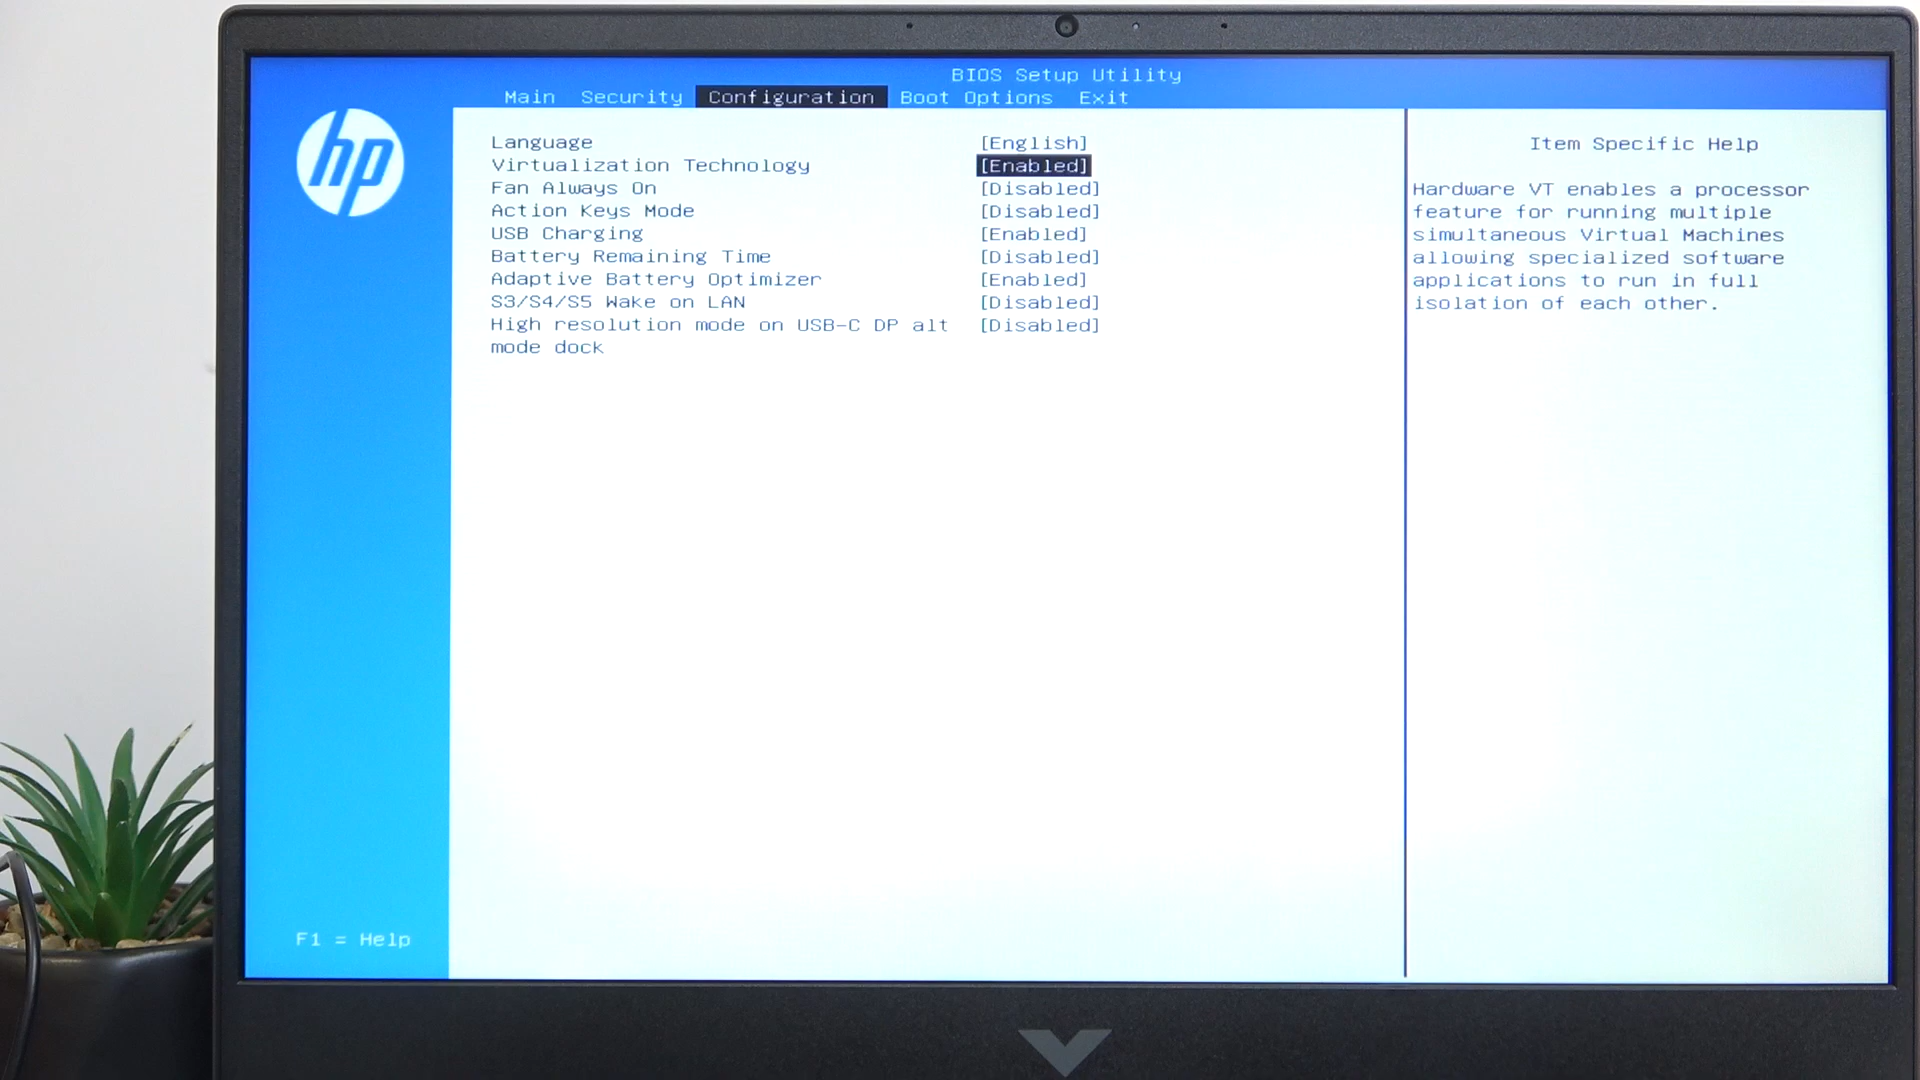 BIOS Setup Utility
Main Security Configuration Boot Options Exit
hp
Language [English]
Virtualization Technology [Enabled]
Fan Always On [Disabled]
Action Keys Mode [Disabled]
USB Charging [Enabled]
Battery Remaining Time [Disabled]
Adaptive Battery Optimizer [Enabled]
S3/S4/S5 Wake on LAN [Disabled]
High resolution mode on USB-C DP alt [Disabled]
mode dock
Item Specific Help
Hardware VT enables a processor
feature for running multiple
simultaneous Virtual Machines
allowing specialized software
applications to run in full
isolation of each other.
F1 = Help